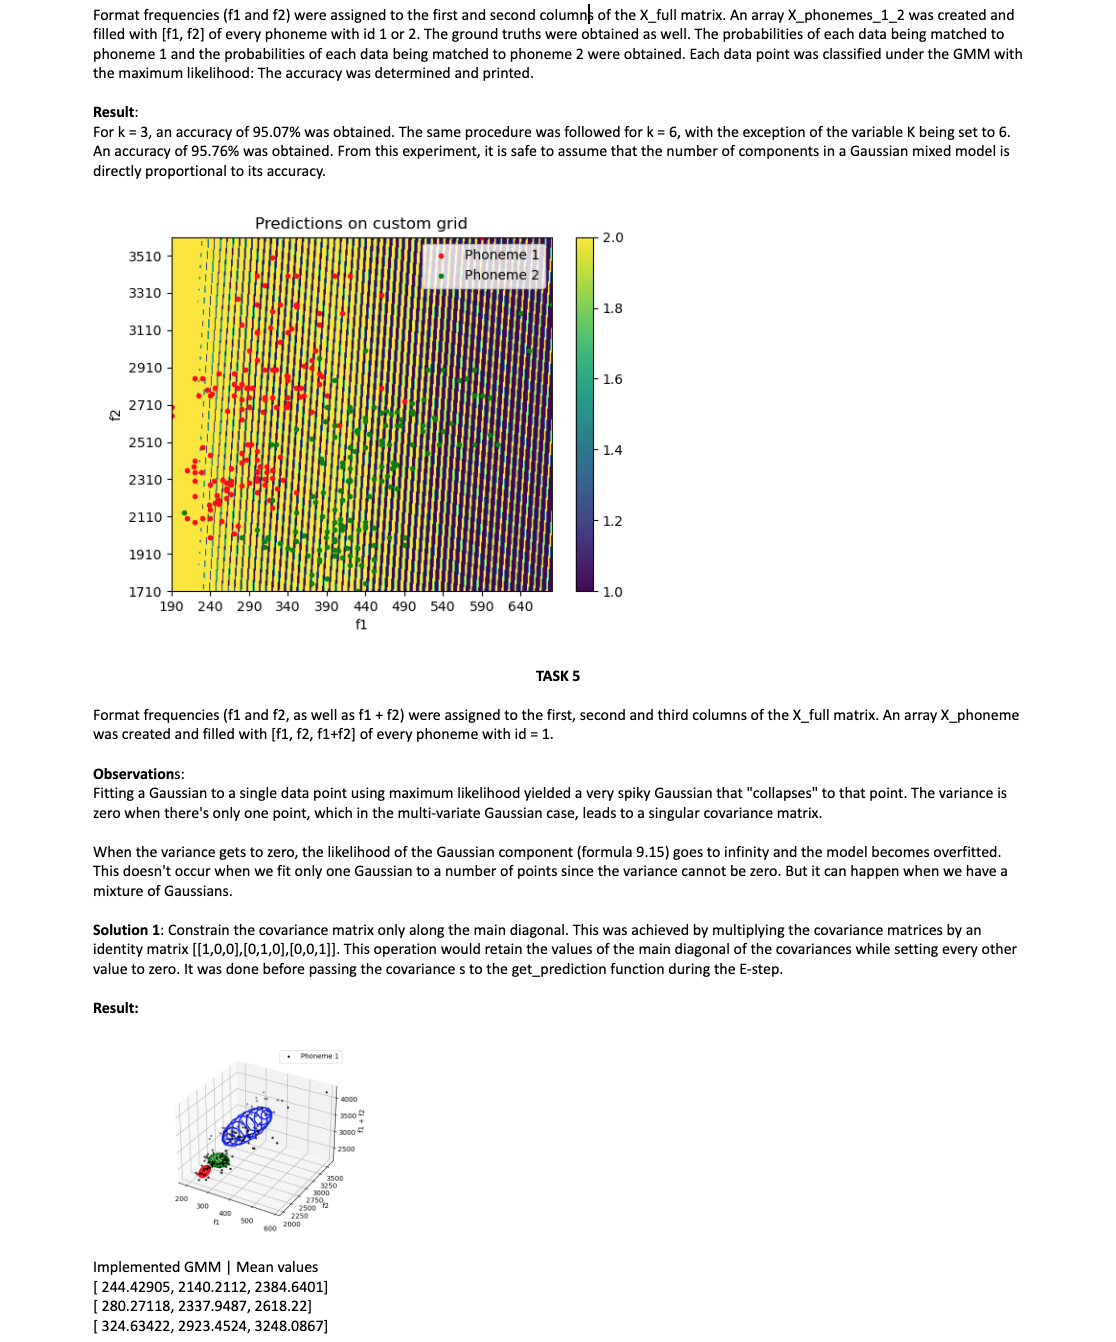 Format frequencies (f1 and f2) were assigned to the first and second columns of the X_full matrix. An array X_phonemes_1_2 was created and
filled with [f1, f2] of every phoneme with id 1 or 2. The ground truths were obtained as well. The probabilities of each data being matched to
phoneme 1 and the probabilities of each data being matched to phoneme 2 were obtained. Each data point was classified under the GMM with
the maximum likelihood: The accuracy was determined and printed.
Result:
For k = 3, an accuracy of 95.07% was obtained. The same procedure was followed for k = 6, with the exception of the variable K being set to 6.
An accuracy of 95.76% was obtained. From this experiment, it is safe to assume that the number of components in a Gaussian mixed model is
directly proportional to its accuracy.
Predictions on custom grid
Phoneme 1
Phoneme 2
f2
3510
3310
3110
2910
2710
2510
2310
2110
1910
1710
190 240 290 340 390 440 490 540 590 640
f1
2.0
1.8
1.6
1.4
1.2
1.0
TASK 5
Format frequencies (f1 and f2, as well as f1 + f2) were assigned to the first, second and third columns of the X_full matrix. An array X_phoneme
was created and filled with [f1, f2, f1+f2] of every phoneme with id = 1.
Observations:
Fitting a Gaussian to a single data point using maximum likelihood yielded a very spiky Gaussian that "collapses" to that point. The variance is
zero when there's only one point, which in the multi-variate Gaussian case, leads to a singular covariance matrix.
When the variance gets to zero, the likelihood of the Gaussian component (formula 9.15) goes to infinity and the model becomes overfitted.
This doesn't occur when we fit only one Gaussian to a number of points since the variance cannot be zero. But it can happen when we have a
mixture of Gaussians.
Solution 1: Constrain the covariance matrix only along the main diagonal. This was achieved by multiplying the covariance matrices by an
identity matrix [[1,0,0],[0,1,0],[0,0,1]]. This operation would retain the values of the main diagonal of the covariances while setting every other
value to zero. It was done before passing the covariance s to the get_prediction function during the E-step.
Result:
Phoneme 1
4000
3500
3000
2500
f1 + f2
3500
3250
3000
2750
2500
2250
2000
f2
200
300
400
500
600
f1
Implemented GMM | Mean values
[ 244.42905, 2140.2112, 2384.6401]
[ 280.27118, 2337.9487, 2618.22]
[ 324.63422, 2923.4524, 3248.0867]